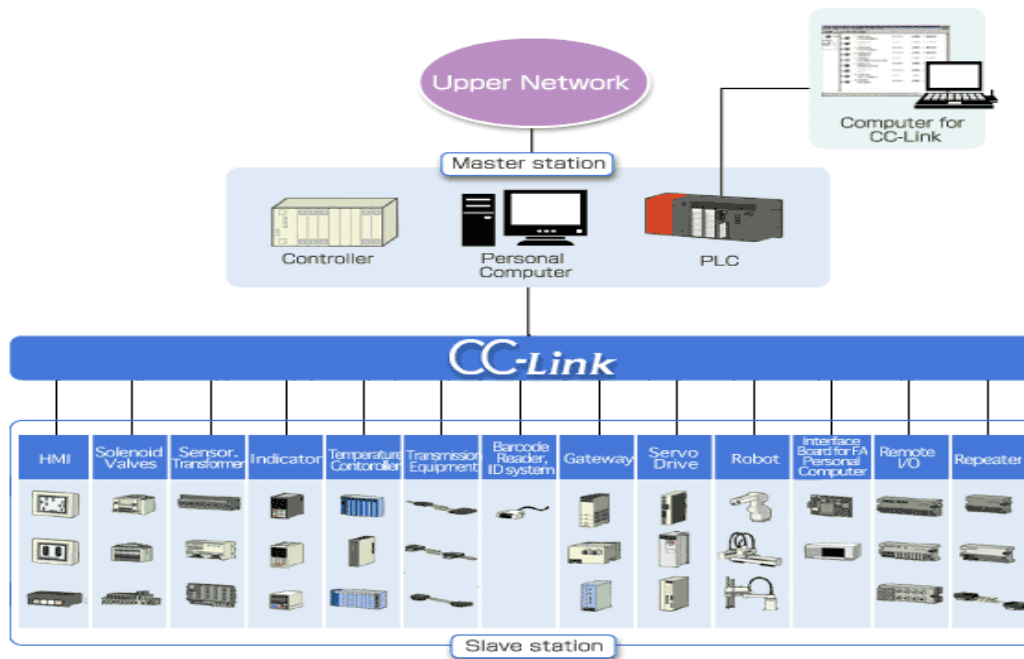 Upper Network
Computer for
CC-Link
Master station
Controller
Personal
Computer
PLC
CC-Link
HMI
Solenoid
Valves
Sensor.
Transformer
Indicator
Temperature
Contoroller
Transmission
Equipment
Barcode
Reader,
ID system
Gateway
Servo
Drive
Robot
Interface
Board for FA
Personal
Computer
Remote
I/O
Repeater
Slave station